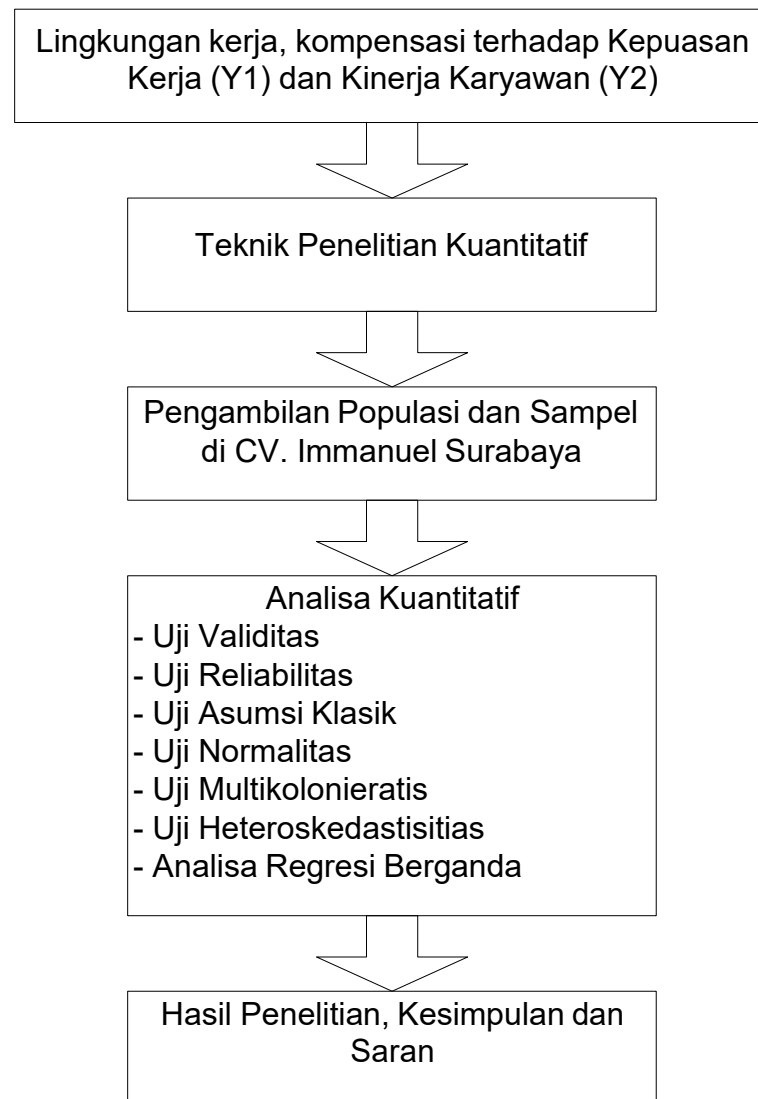 Lingkungan kerja, kompensasi terhadap Kepuasan
Kerja (Y1) dan Kinerja Karyawan (Y2)
Teknik Penelitian Kuantitatif
Pengambilan Populasi dan Sampel
di CV. Immanuel Surabaya
Analisa Kuantitatif
- Uji Validitas
- Uji Reliabilitas
- Uji Asumsi Klasik
- Uji Normalitas
- Uji Multikolonieratis
- Uji Heteroskedastisitias
- Analisa Regresi Berganda
Hasil Penelitian, Kesimpulan dan
Saran